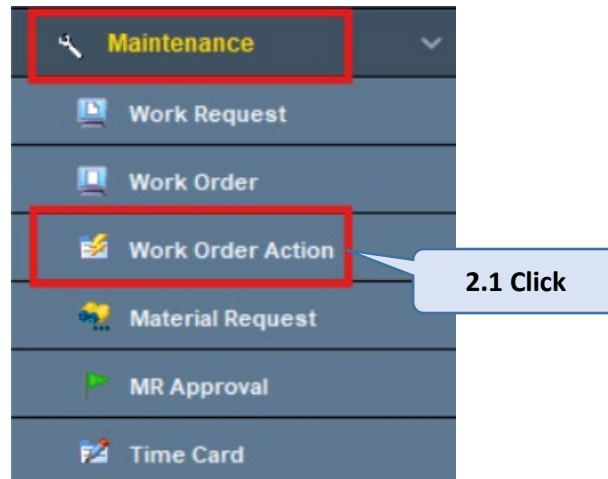 Maintenance
Work Request
Work Order
Work Order Action
2.1 Click
Material Request
MR Approval
Time Card